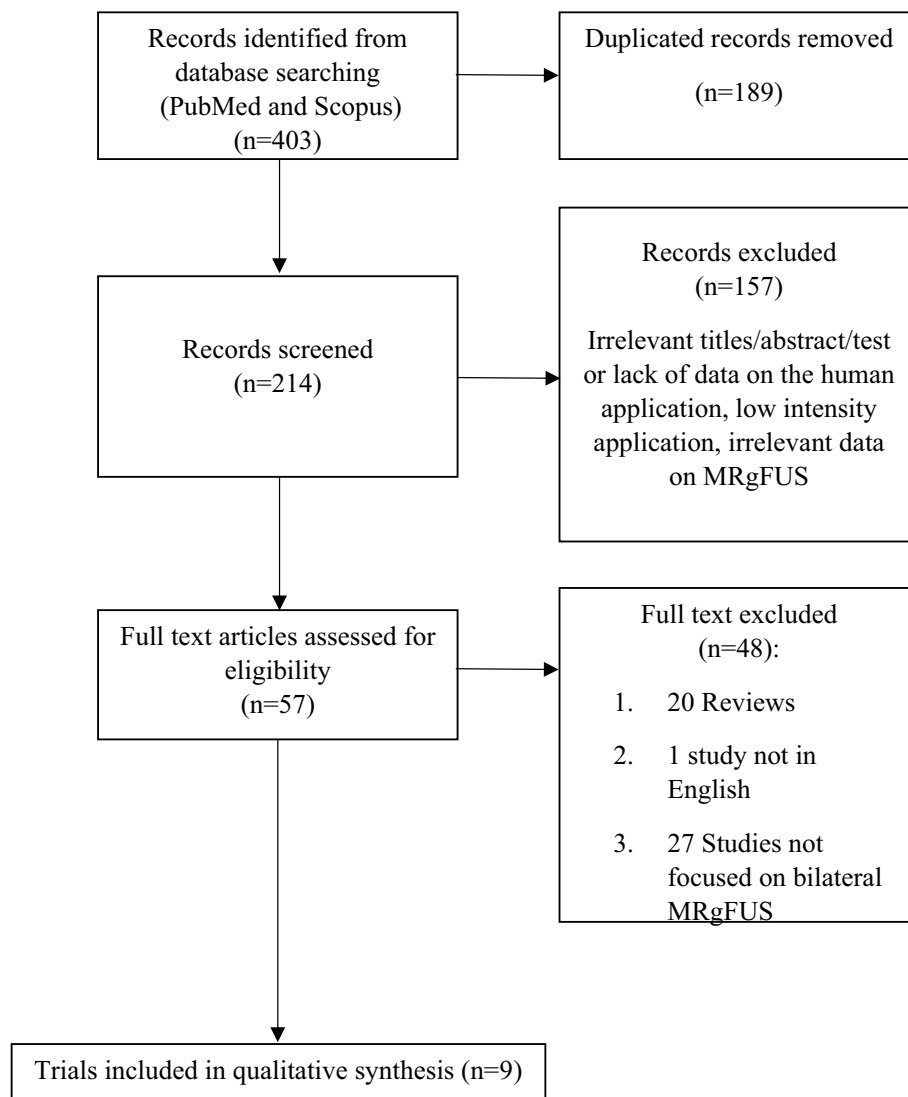 Records identified from
database searching
(PubMed and Scopus)
(n=403)
Duplicated records removed
(n=189)
Records screened
(n=214)
Records excluded
(n=157)
Irrelevant titles/abstract/test
or lack of data on the human
application, low intensity
application, irrelevant data
on MRgFUS
Full text articles assessed for
eligibility
(n=57)
Full text excluded
(n=48):
1. 20 Reviews
2. 1 study not in
English
3. 27 Studies not
focused on bilateral
MRgFUS
Trials included in qualitative synthesis (n=9)